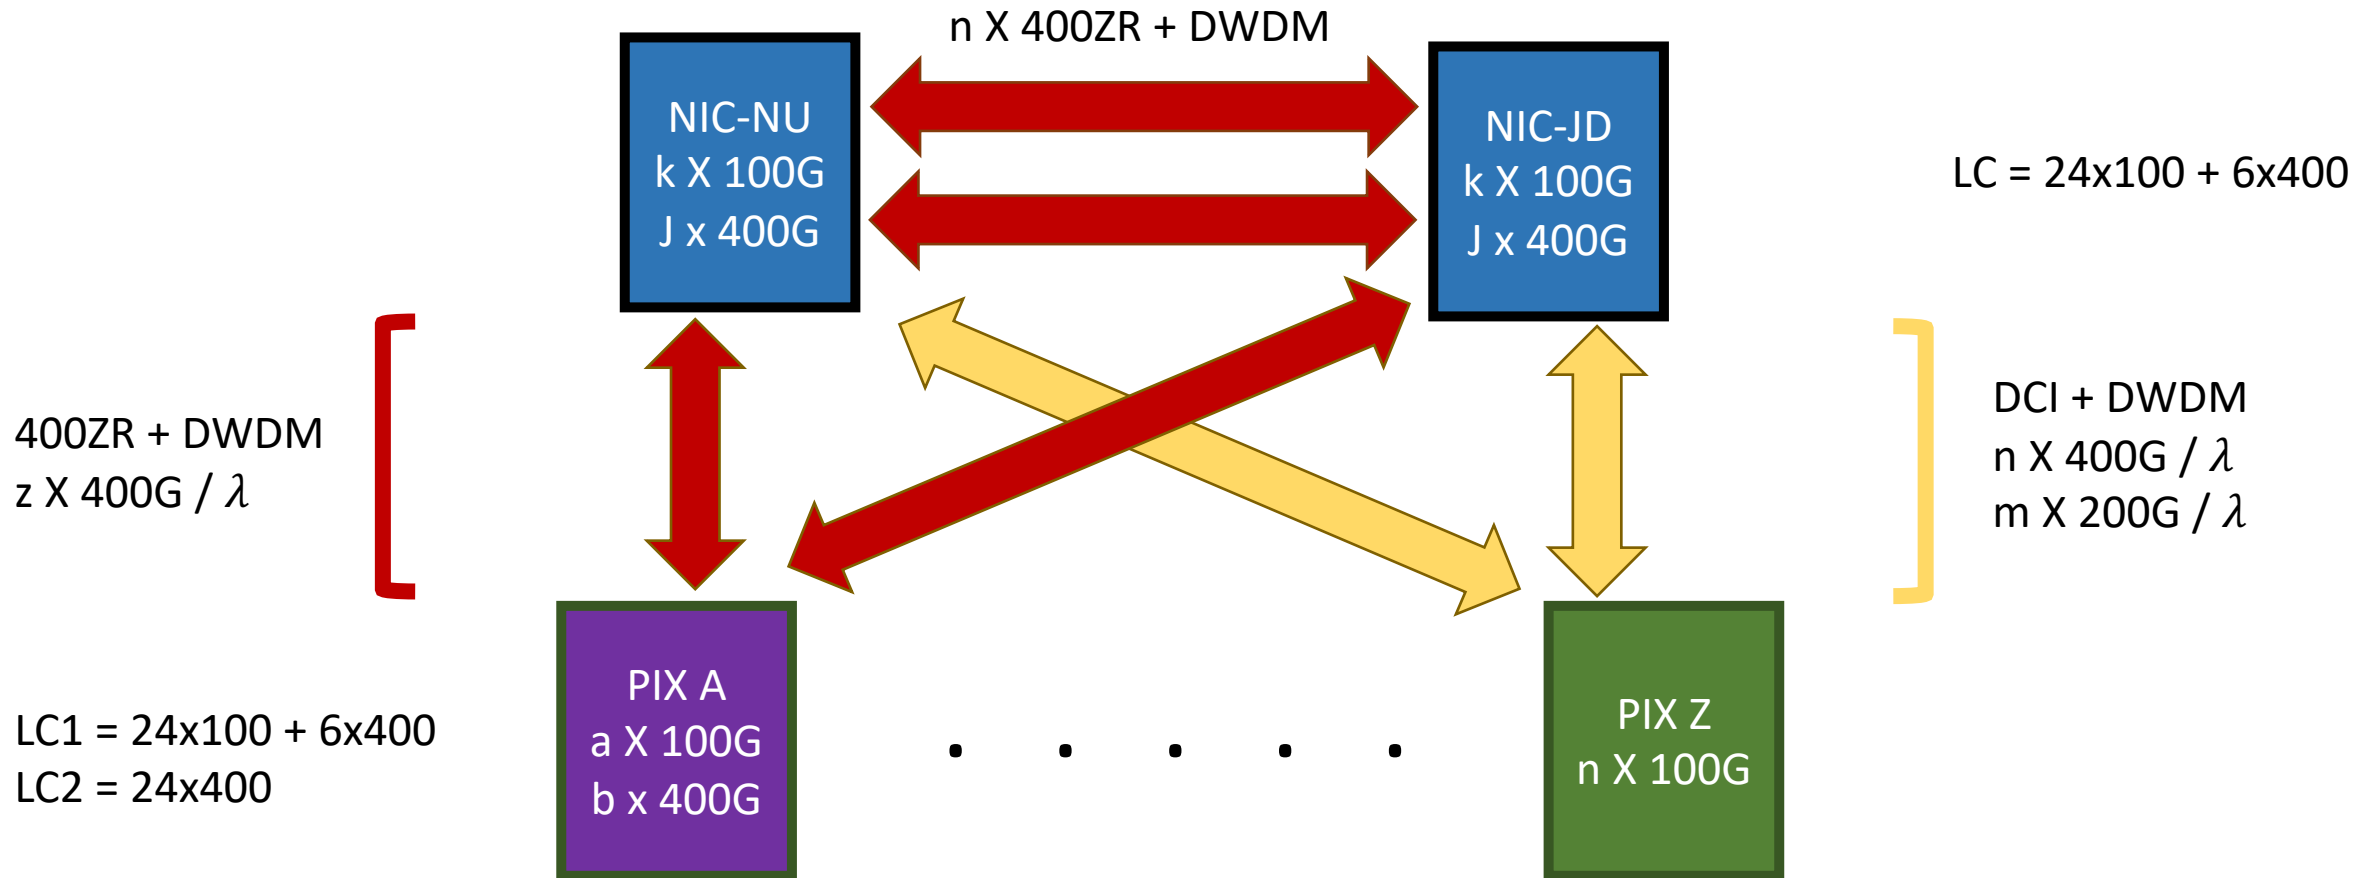 n X 400ZR + DWDM
NIC-NU
k X 100G
J x 400G
NIC-JD
k X 100G
J x 400G
LC = 24x100 + 6x400
400ZR + DWDM
z X 400G / λ
DCI + DWDM
n X 400G / λ
m X 200G / λ
LC1 = 24x100 + 6x400
LC2 = 24x400
PIX A
a X 100G
b x 400G
. . . . .
PIX Z
n X 100G